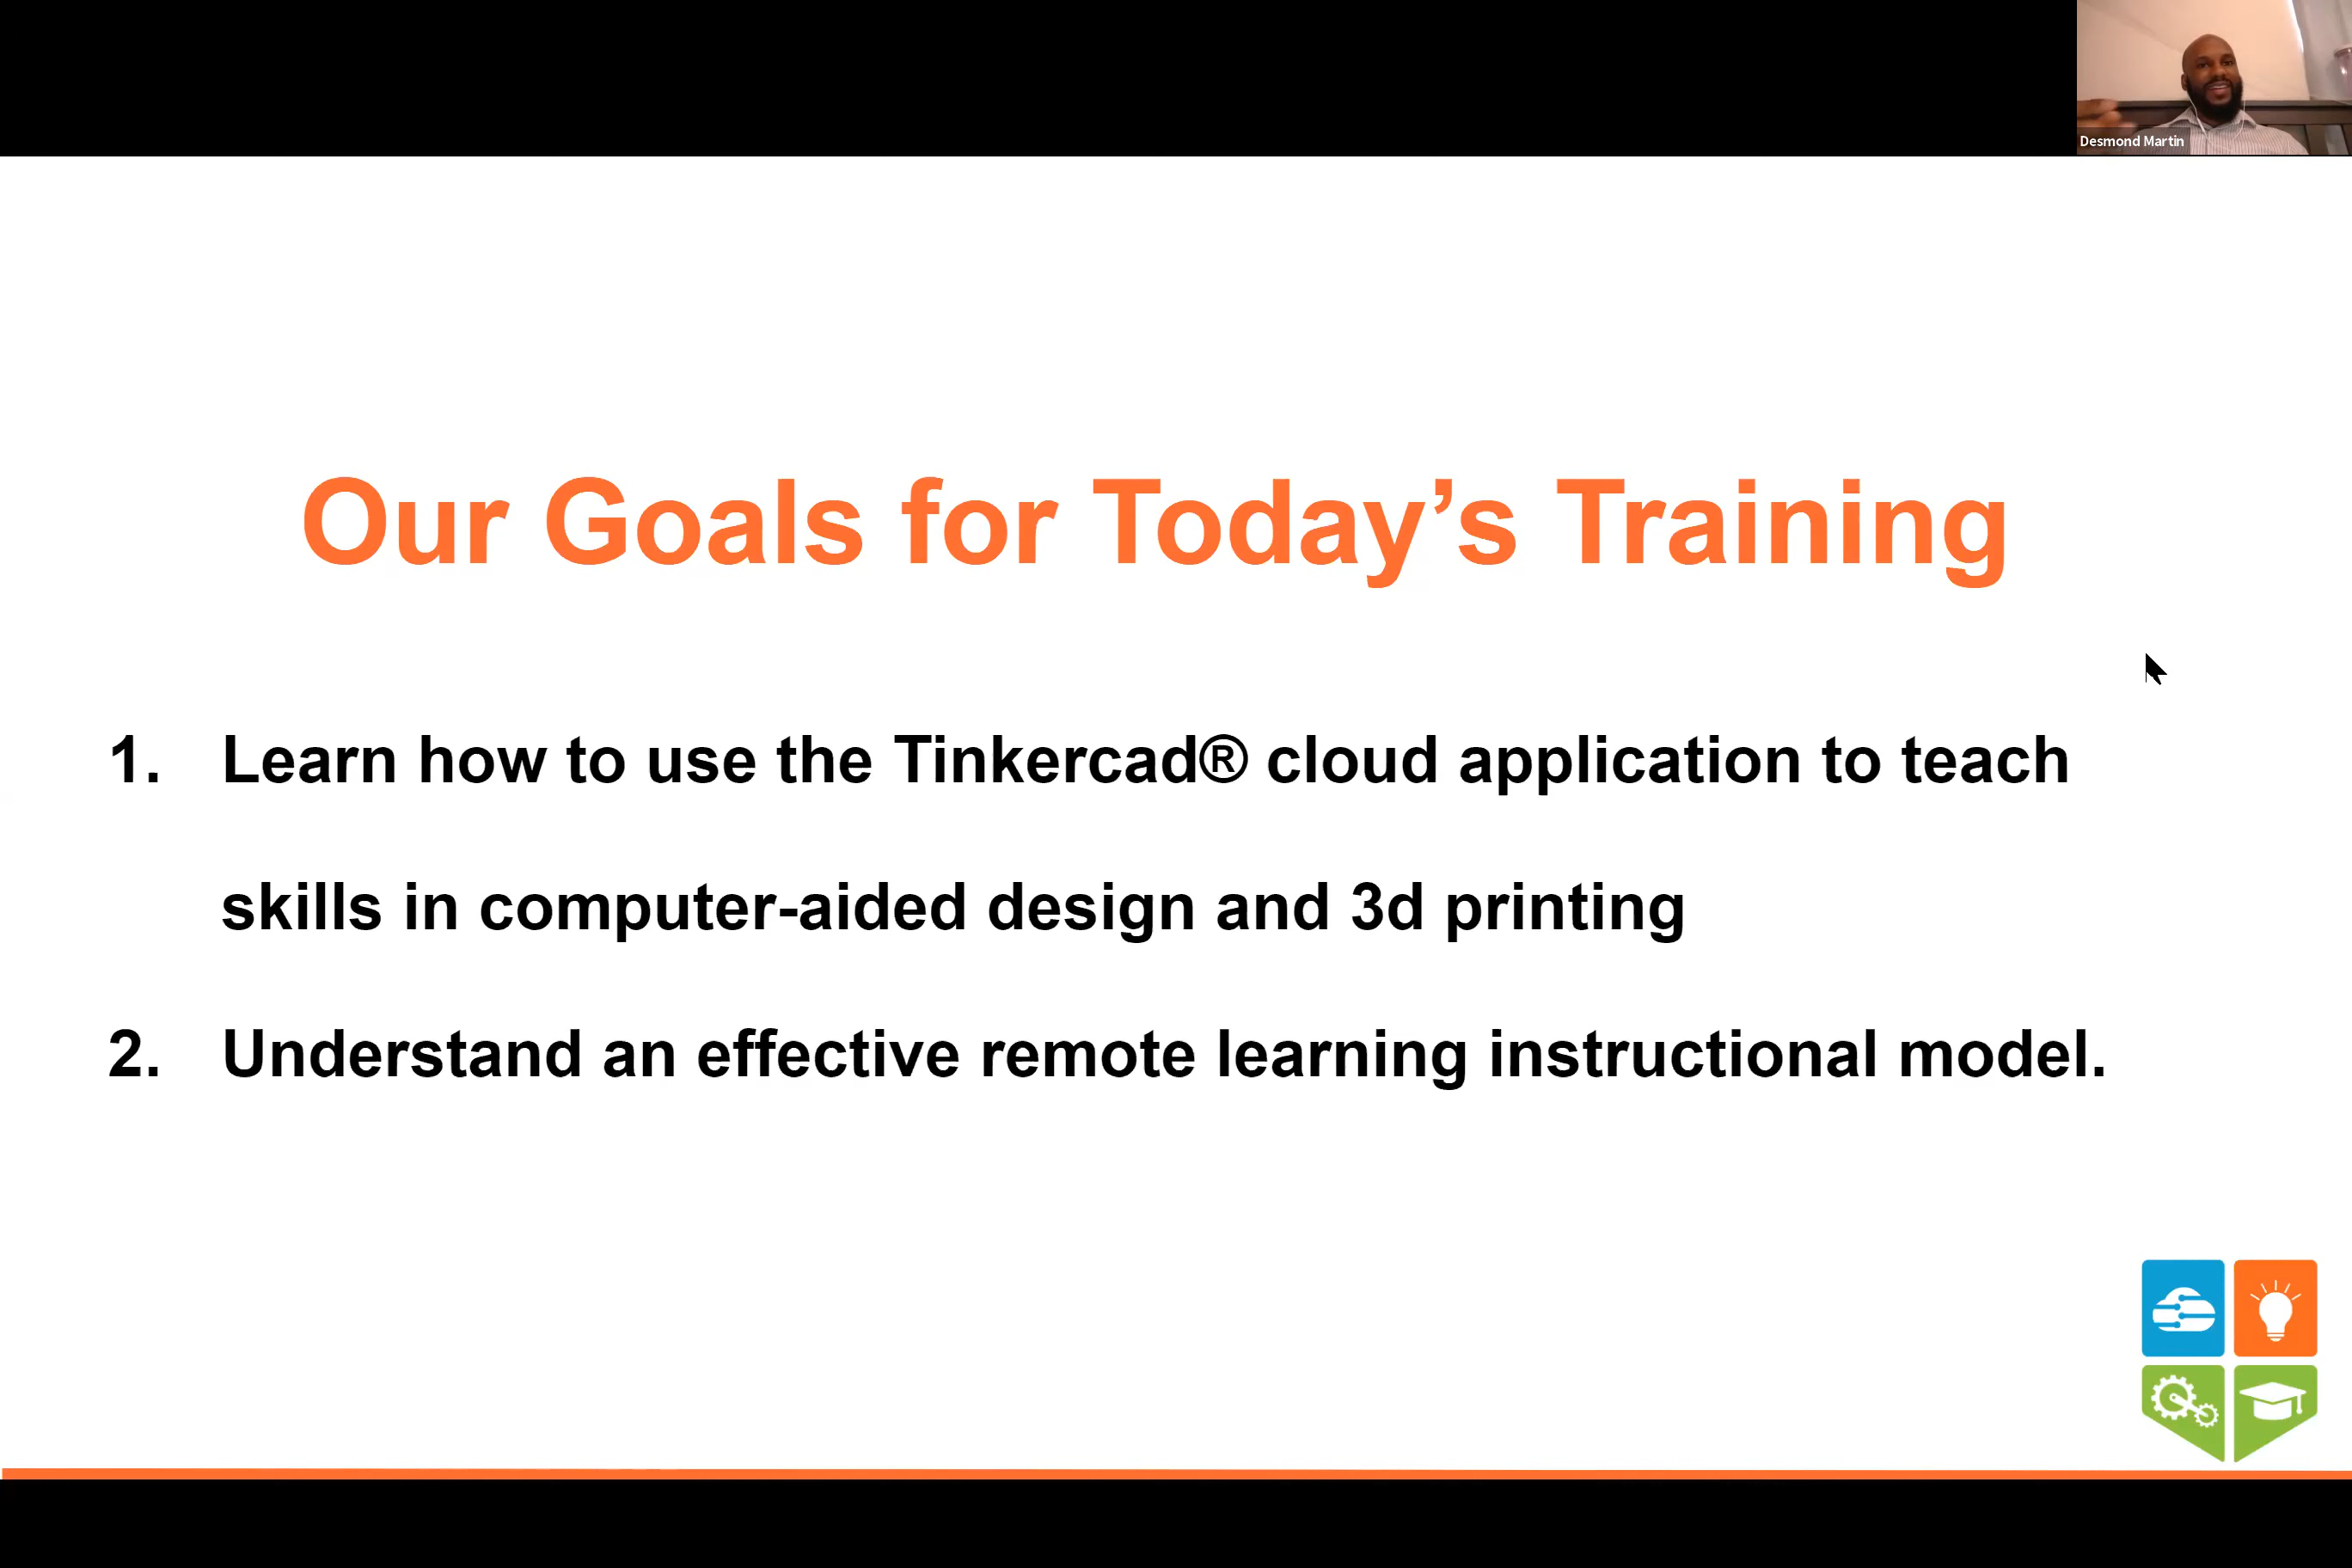 Desmond Martin
Our Goals for Today’s Training
1. Learn how to use the Tinkercad® cloud application to teach
skills in computer-aided design and 3d printing
2. Understand an effective remote learning instructional model.